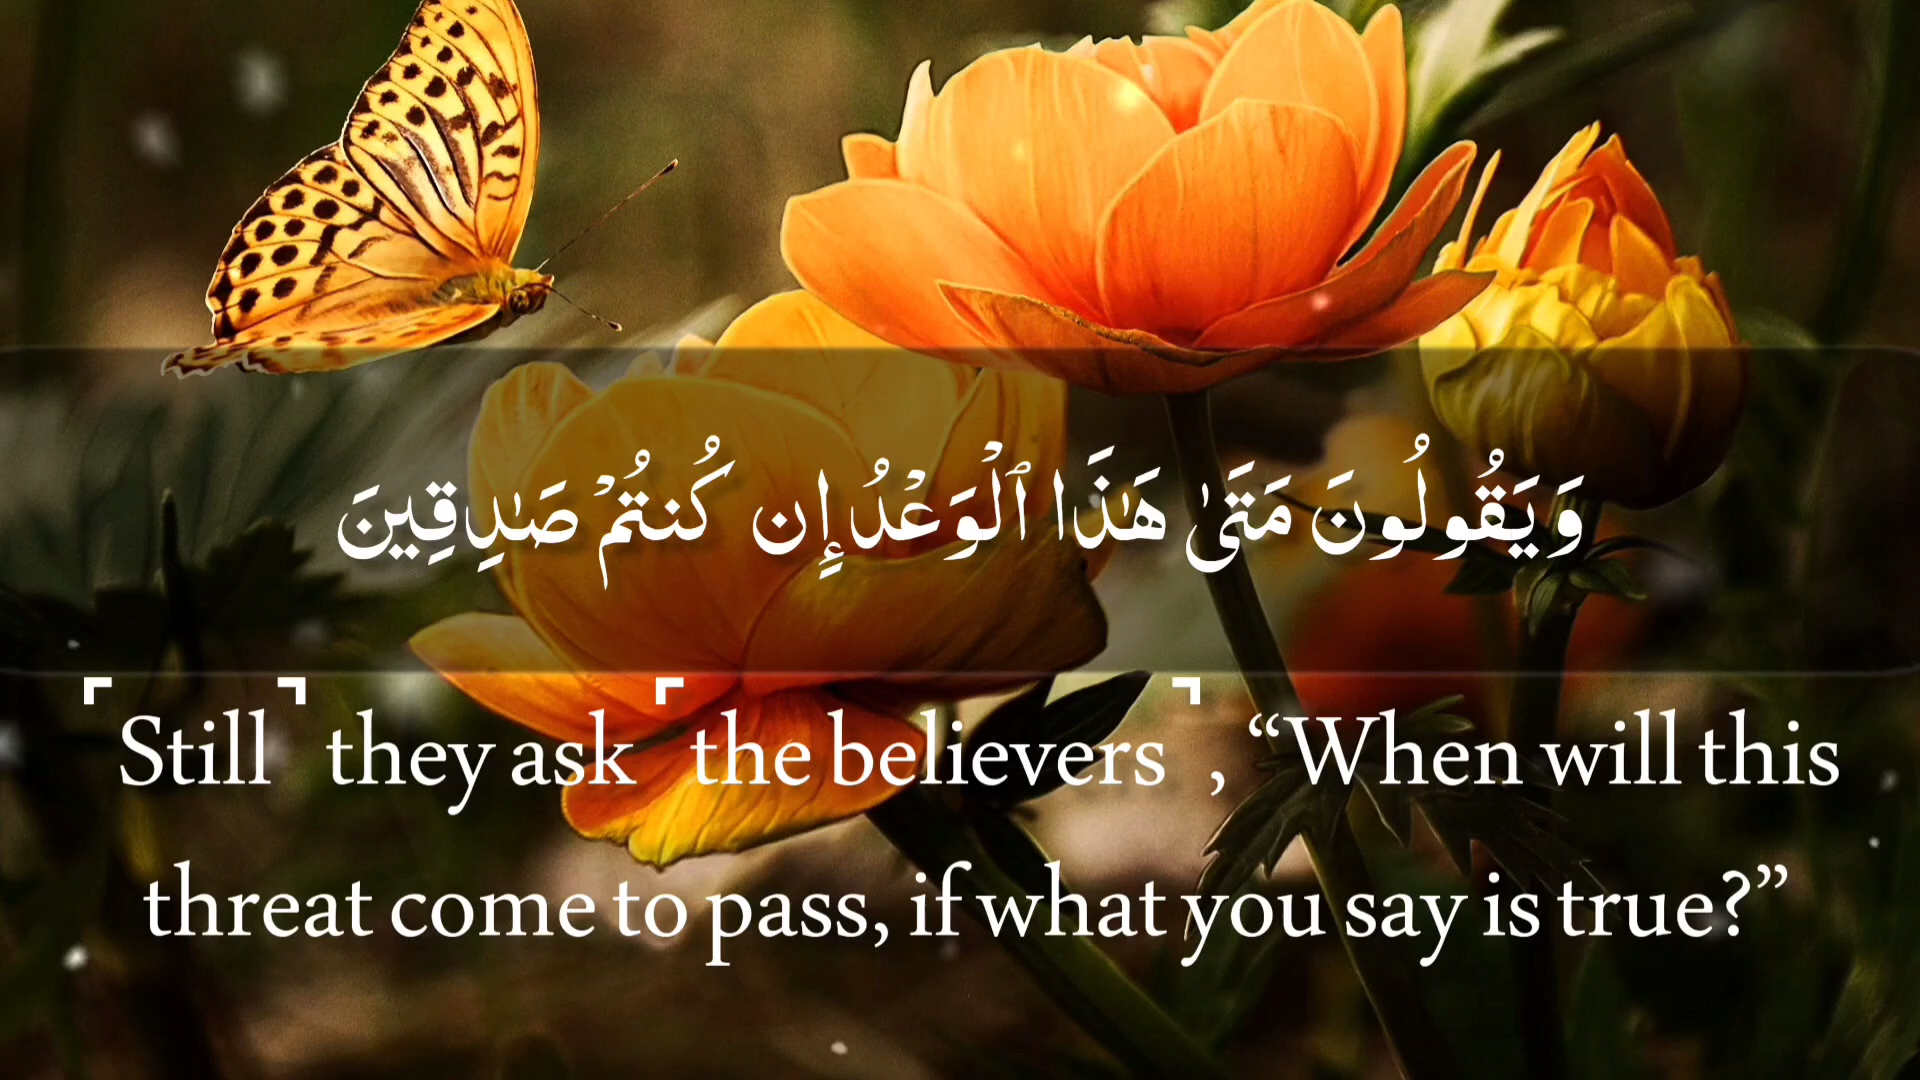 وَيَقُولُونَ مَتَىٰ هَـٰذَا ٱلْوَعْدُ إِن كُنتُمْ صَـٰدِقِينَ
⌜Still⌝ they ask ⌜the believers⌝, “When will this
threat come to pass, if what you say is true?”